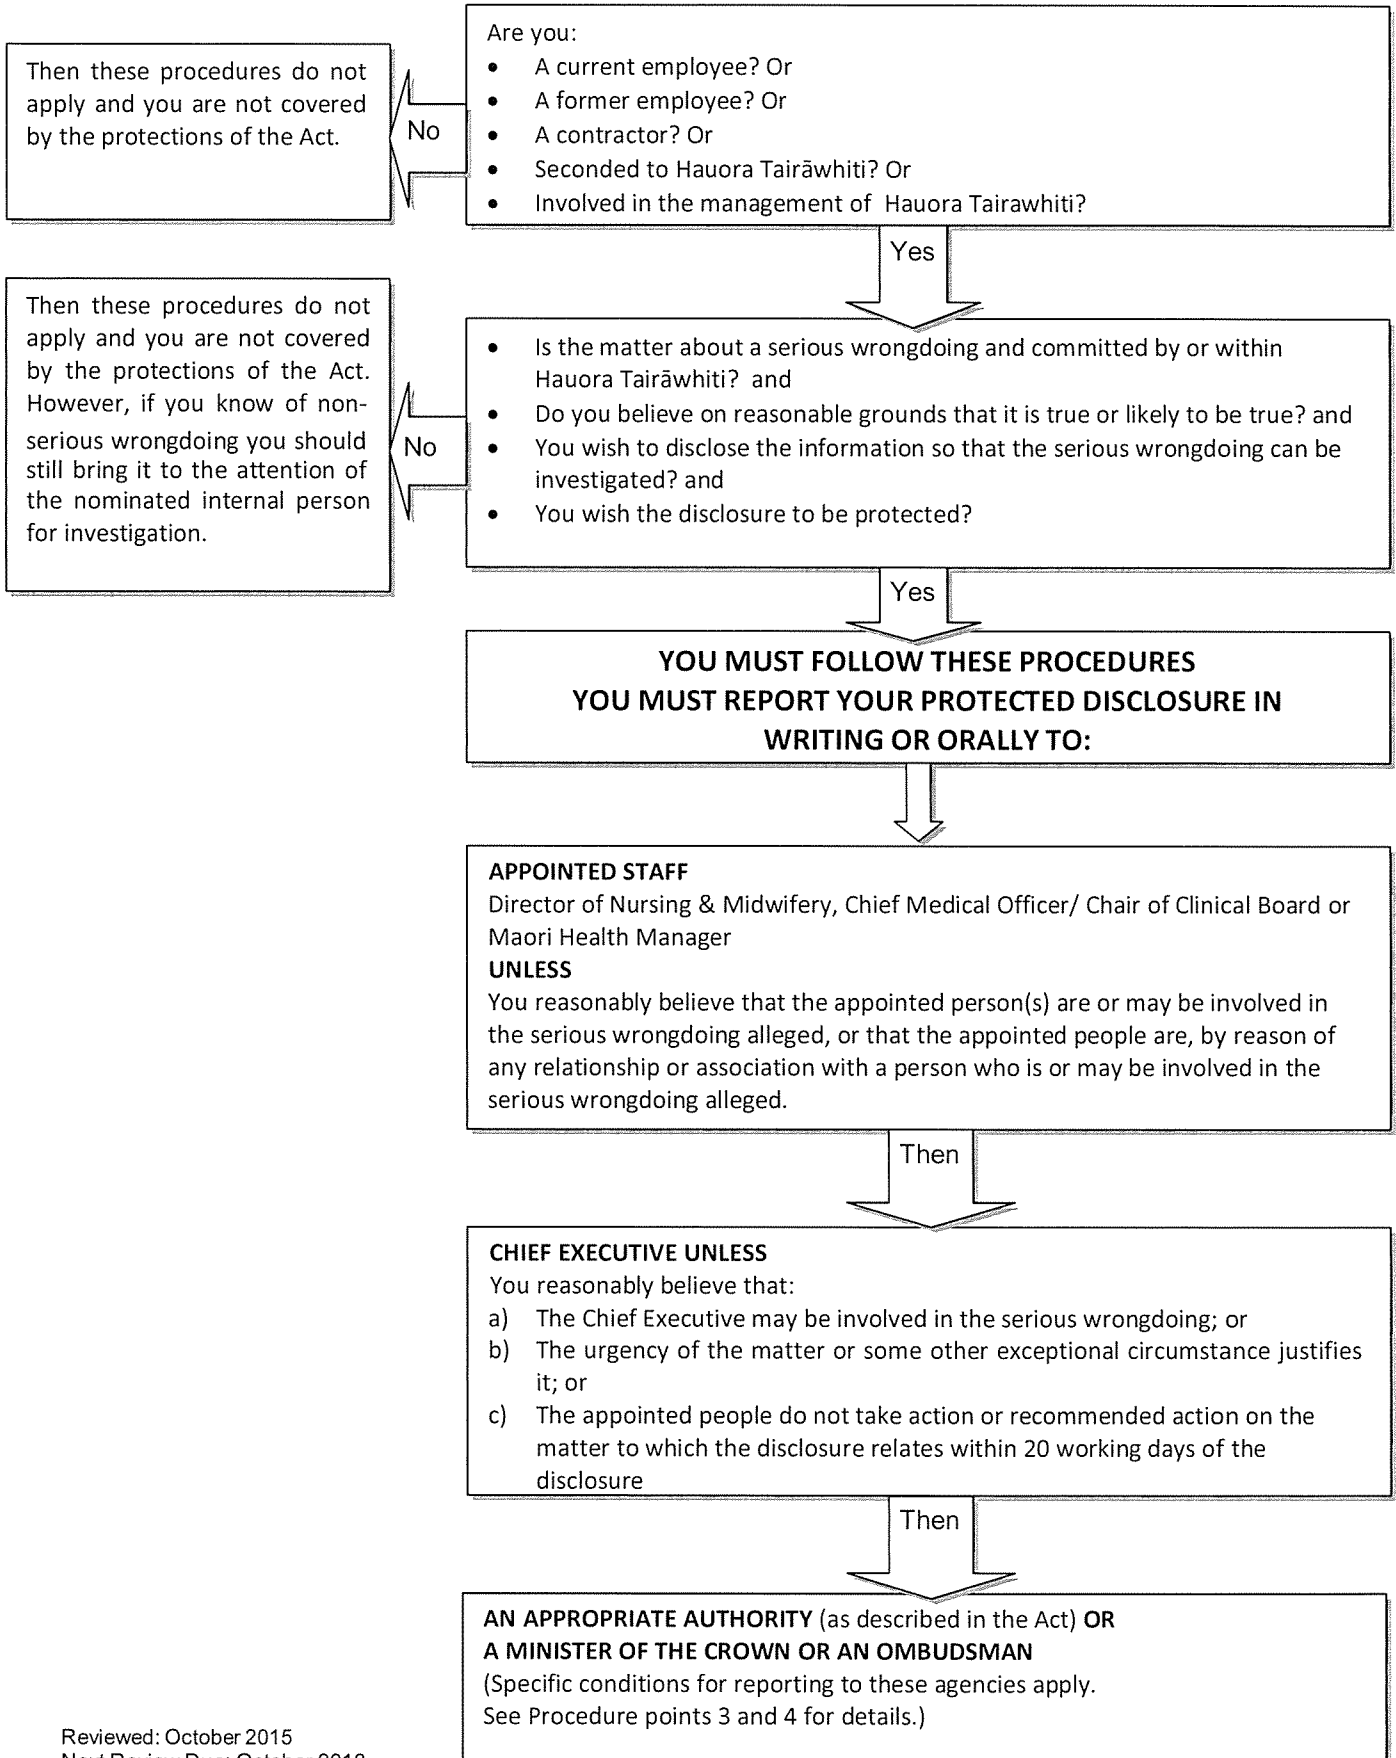 Are you:
• A current employee? Or
• A former employee? Or
• A contractor? Or
• Seconded to Hauora Tairāwhiti? Or
• Involved in the management of Hauora Tairawhiti?
No
Then these procedures do not
apply and you are not covered
by the protections of the Act.
Yes
• Is the matter about a serious wrongdoing and committed by or within
Hauora Tairāwhiti? and
• Do you believe on reasonable grounds that it is true or likely to be true? and
• You wish to disclose the information so that the serious wrongdoing can be
investigated? and
• You wish the disclosure to be protected?
No
Then these procedures do not
apply and you are not covered
by the protections of the Act.
However, if you know of non-
serious wrongdoing you should
still bring it to the attention of
the nominated internal person
for investigation.
Yes
YOU MUST FOLLOW THESE PROCEDURES
YOU MUST REPORT YOUR PROTECTED DISCLOSURE IN
WRITING OR ORALLY TO:
APPOINTED STAFF
Director of Nursing & Midwifery, Chief Medical Officer/ Chair of Clinical Board or
Maori Health Manager
UNLESS
You reasonably believe that the appointed person(s) are or may be involved in
the serious wrongdoing alleged, or that the appointed people are, by reason of
any relationship or association with a person who is or may be involved in the
serious wrongdoing alleged.
Then
CHIEF EXECUTIVE UNLESS
You reasonably believe that:
a) The Chief Executive may be involved in the serious wrongdoing; or
b) The urgency of the matter or some other exceptional circumstance justifies
it; or
c) The appointed people do not take action or recommended action on the
matter to which the disclosure relates within 20 working days of the
disclosure
Then
AN APPROPRIATE AUTHORITY (as described in the Act) OR
A MINISTER OF THE CROWN OR AN OMBUDSMAN
(Specific conditions for reporting to these agencies apply.
See Procedure points 3 and 4 for details.)
Reviewed: October 2015
Next Review Due: October